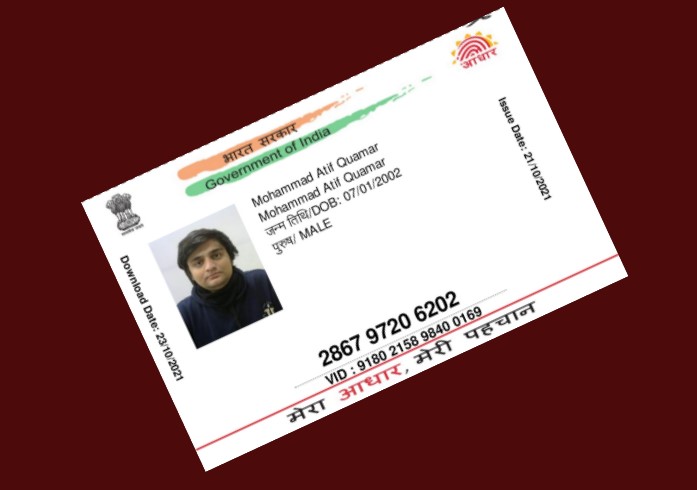 आधार
भारत सरकार
Government of India
Issue Date: 21/10/2021
Mohammad Atif Quamar
Mohammad Atif Quamar
जन्म तिथि/DOB: 07/01/2002
पुरुष/ MALE
Download Date: 23/10/2021
2867 9720 6202
VID : 9180 2158 9840 0169
मेरा आधार, मेरी पहचान